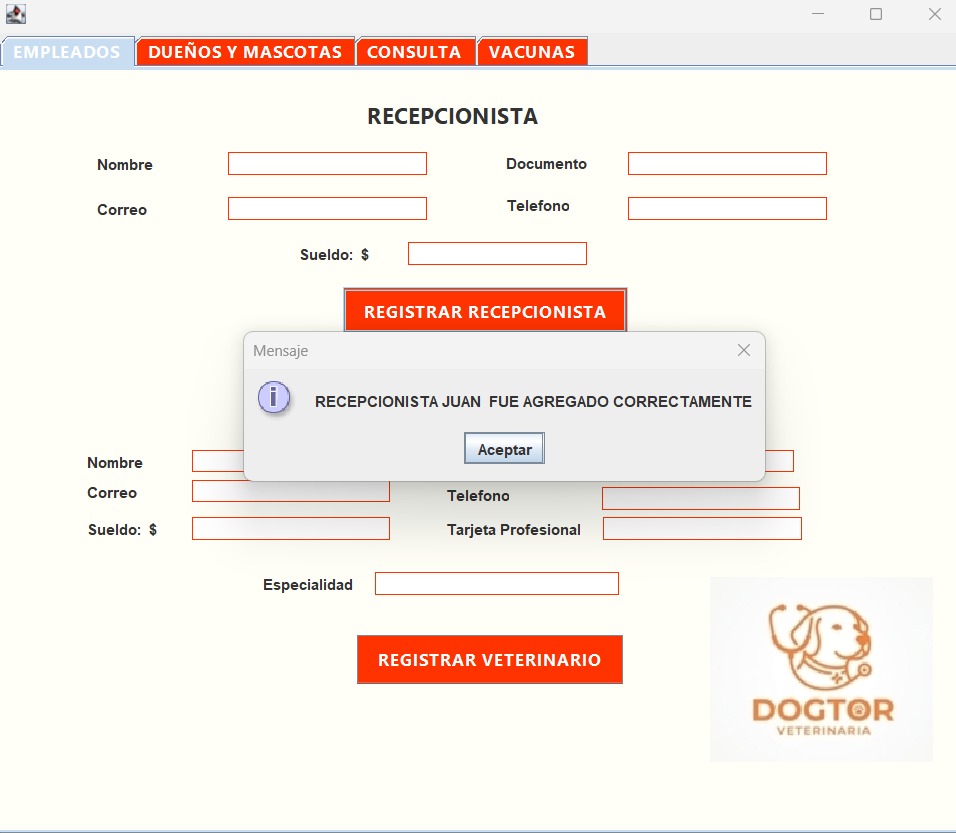 EMPLEADOS DUEÑOS Y MASCOTAS CONSULTA VACUNAS
RECEPCIONISTA
Nombre Documento
Correo Telefono
Sueldo: $
REGISTRAR RECEPCIONISTA
Mensaje
i RECEPCIONISTA JUAN  FUE AGREGADO CORRECTAMENTE
Aceptar
Nombre
Correo Telefono
Sueldo: $ Tarjeta Profesional
Especialidad
REGISTRAR VETERINARIO
DOGTOR
VETERINARIA